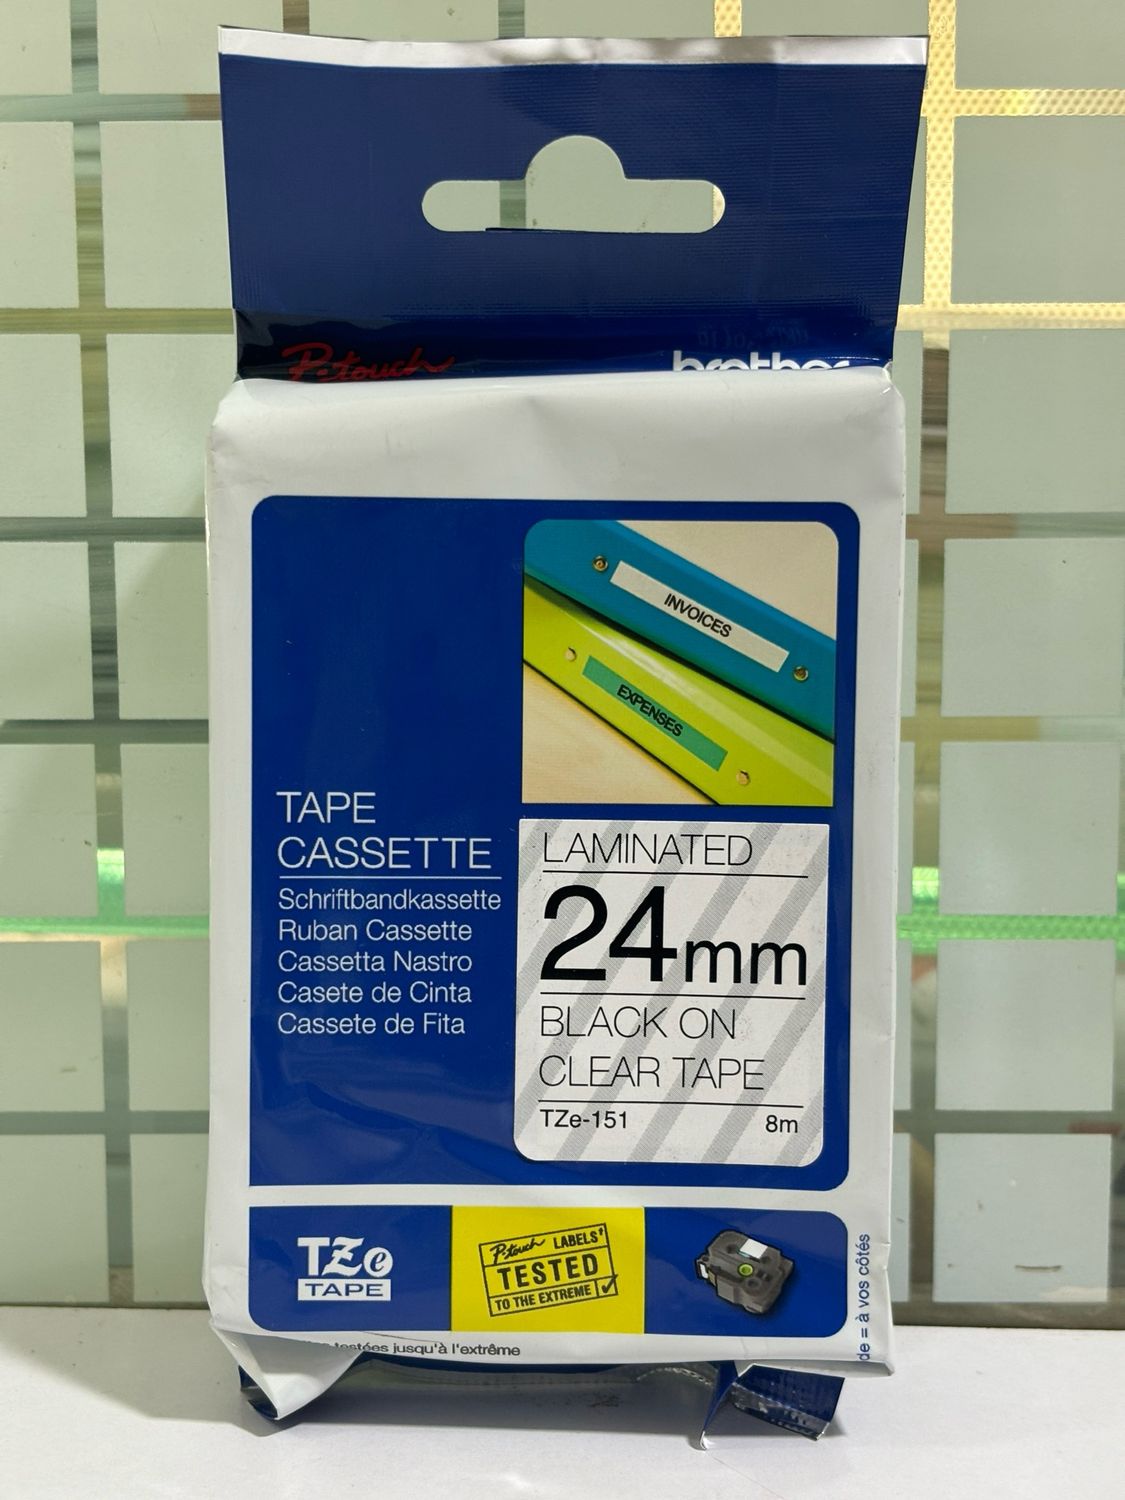 P-touch
brother
INVOICES
EXPENSES
TAPE
CASSETTE
Schriftbandkassette
Ruban Cassette
Cassetta Nastro
Casete de Cinta
Cassete de Fita
LAMINATED
24mm
BLACK ON
CLEAR TAPE
TZe-151 8m
TZe
TAPE
P-touch LABELS†
TESTED
TO THE EXTREME
de = à vos côtés
testées jusqu'à l'extrême